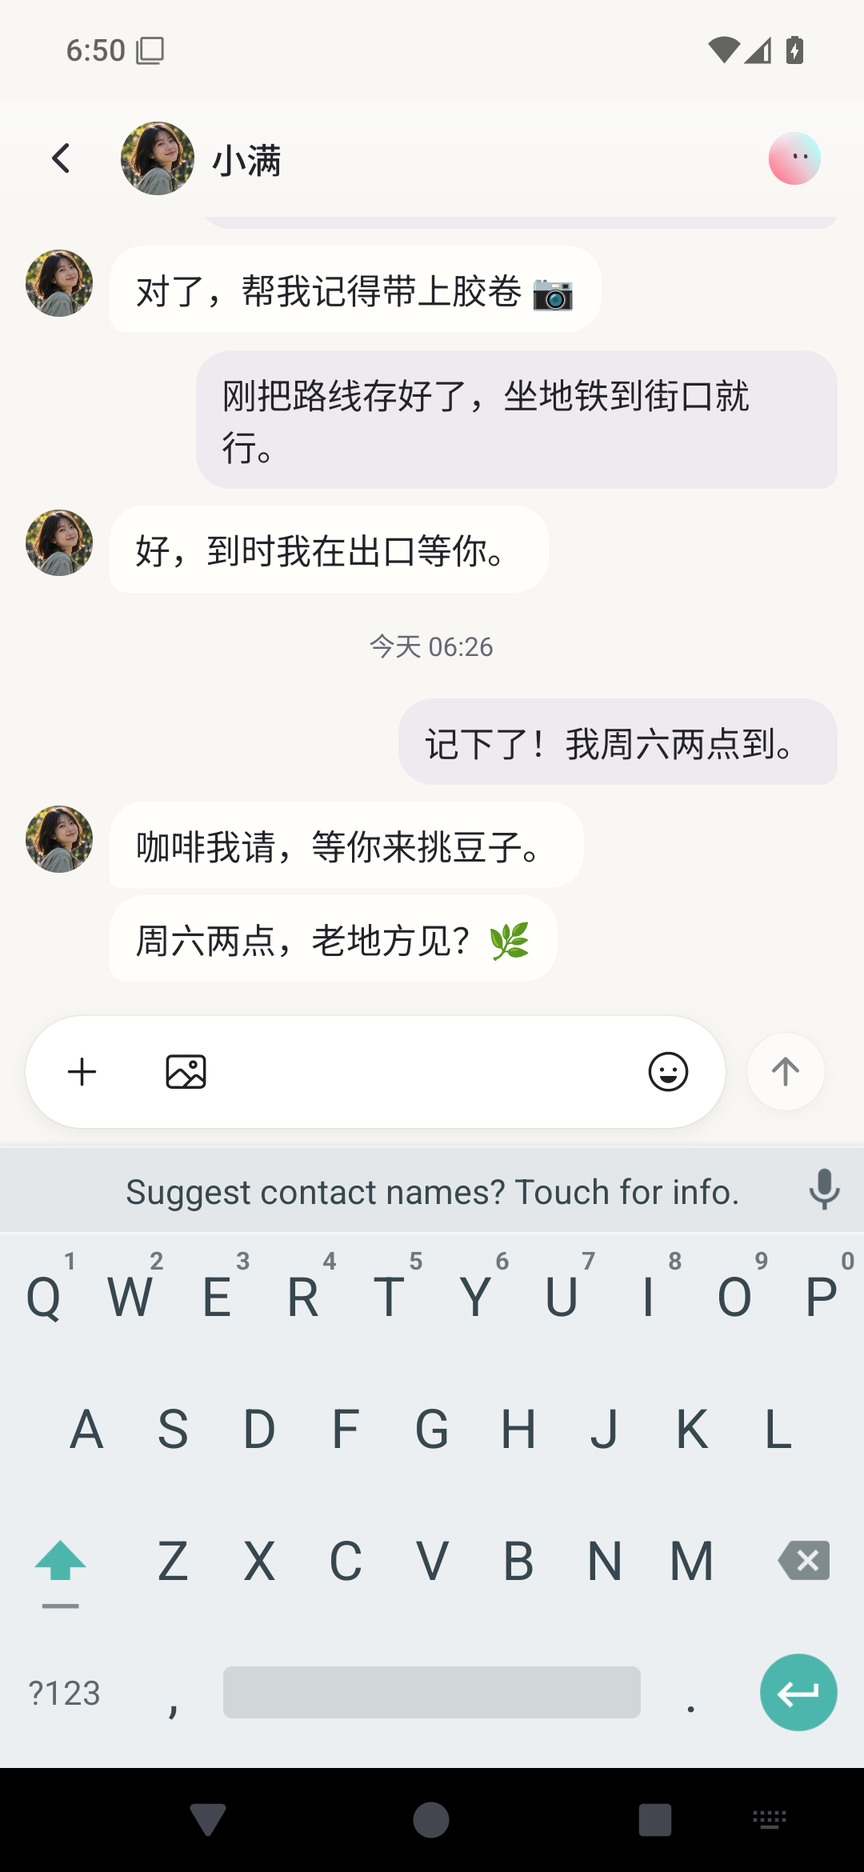 6:50
小满
对了，帮我记得带上胶卷 📷
刚把路线存好了，坐地铁到街口就
行。
好，到时我在出口等你。
今天 06:26
记下了！我周六两点到。
咖啡我请，等你来挑豆子。
周六两点，老地方见？🌿
Suggest contact names? Touch for info.
1 2 3 4 5 6 7 8 9 0
Q W E R T Y U I O P
A S D F G H J K L
Z X C V B N M
?123 , .